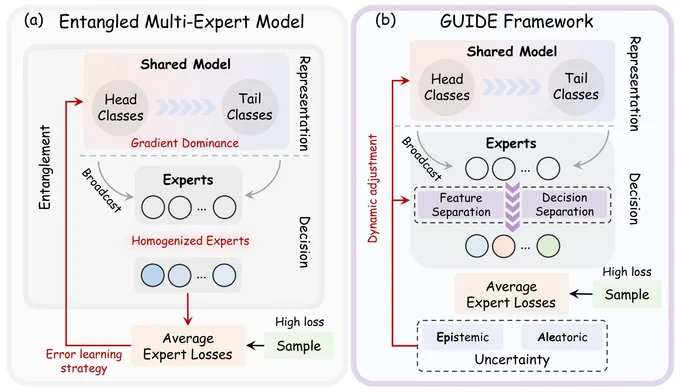 (a) Entangled Multi-Expert Model
Shared Model
Head
Classes
Tail
Classes
Gradient Dominance
Representation
Entanglement
Broadcast
Experts
...
Homogenized Experts
...
Decision
Average
Expert Losses
High loss
Sample
Error learning
strategy
(b) GUIDE Framework
Shared Model
Head
Classes
Tail
Classes
Representation
Broadcast
Experts
...
Dynamic adjustment
Feature
Separation
Decision
Separation
...
Decision
Average
Expert Losses
High loss
Sample
Epistemic
Aleatoric
Uncertainty